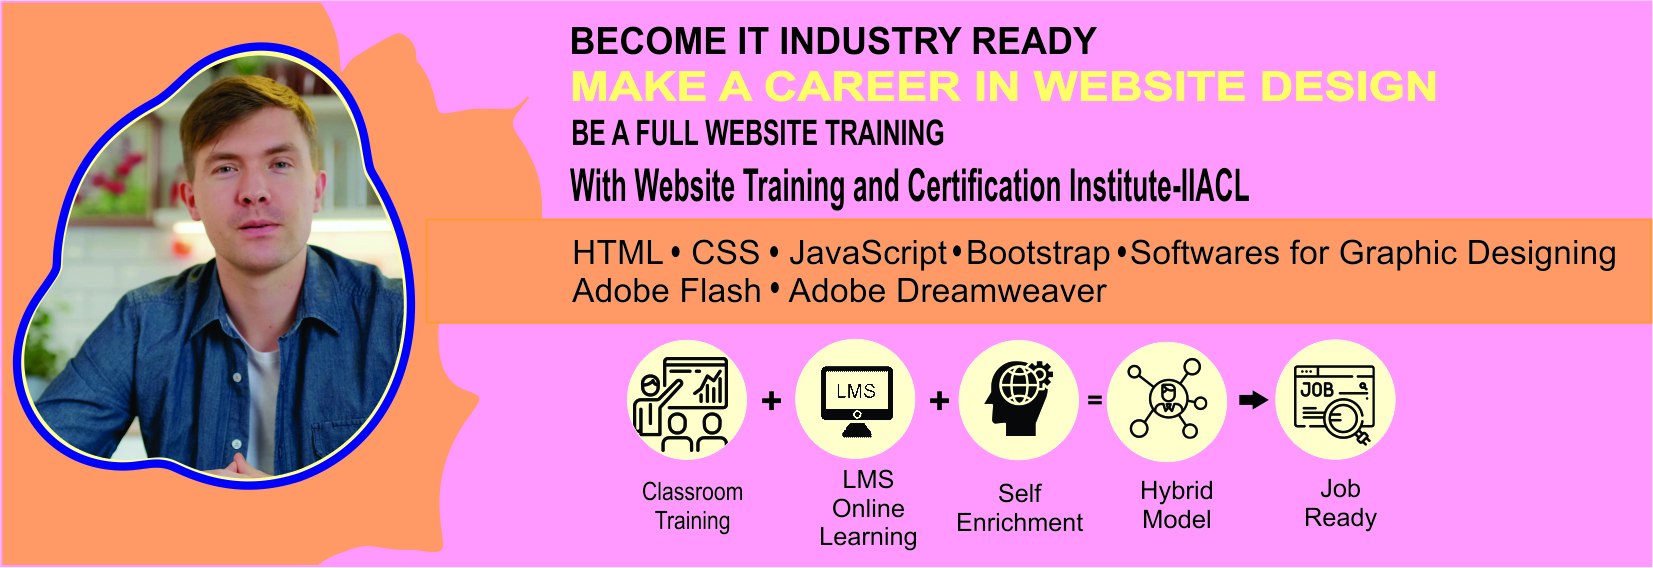 BECOME IT INDUSTRY READY
MAKE A CAREER IN WEBSITE DESIGN
BE A FULL WEBSITE TRAINING
With Website Training and Certification Institute-IIACL
HTML • CSS • JavaScript • Bootstrap • Softwares for Graphic Designing
Adobe Flash • Adobe Dreamweaver
LMS
JOB
+ + =
Classroom
Training
LMS
Online
Learning
Self
Enrichment
Hybrid
Model
Job
Ready